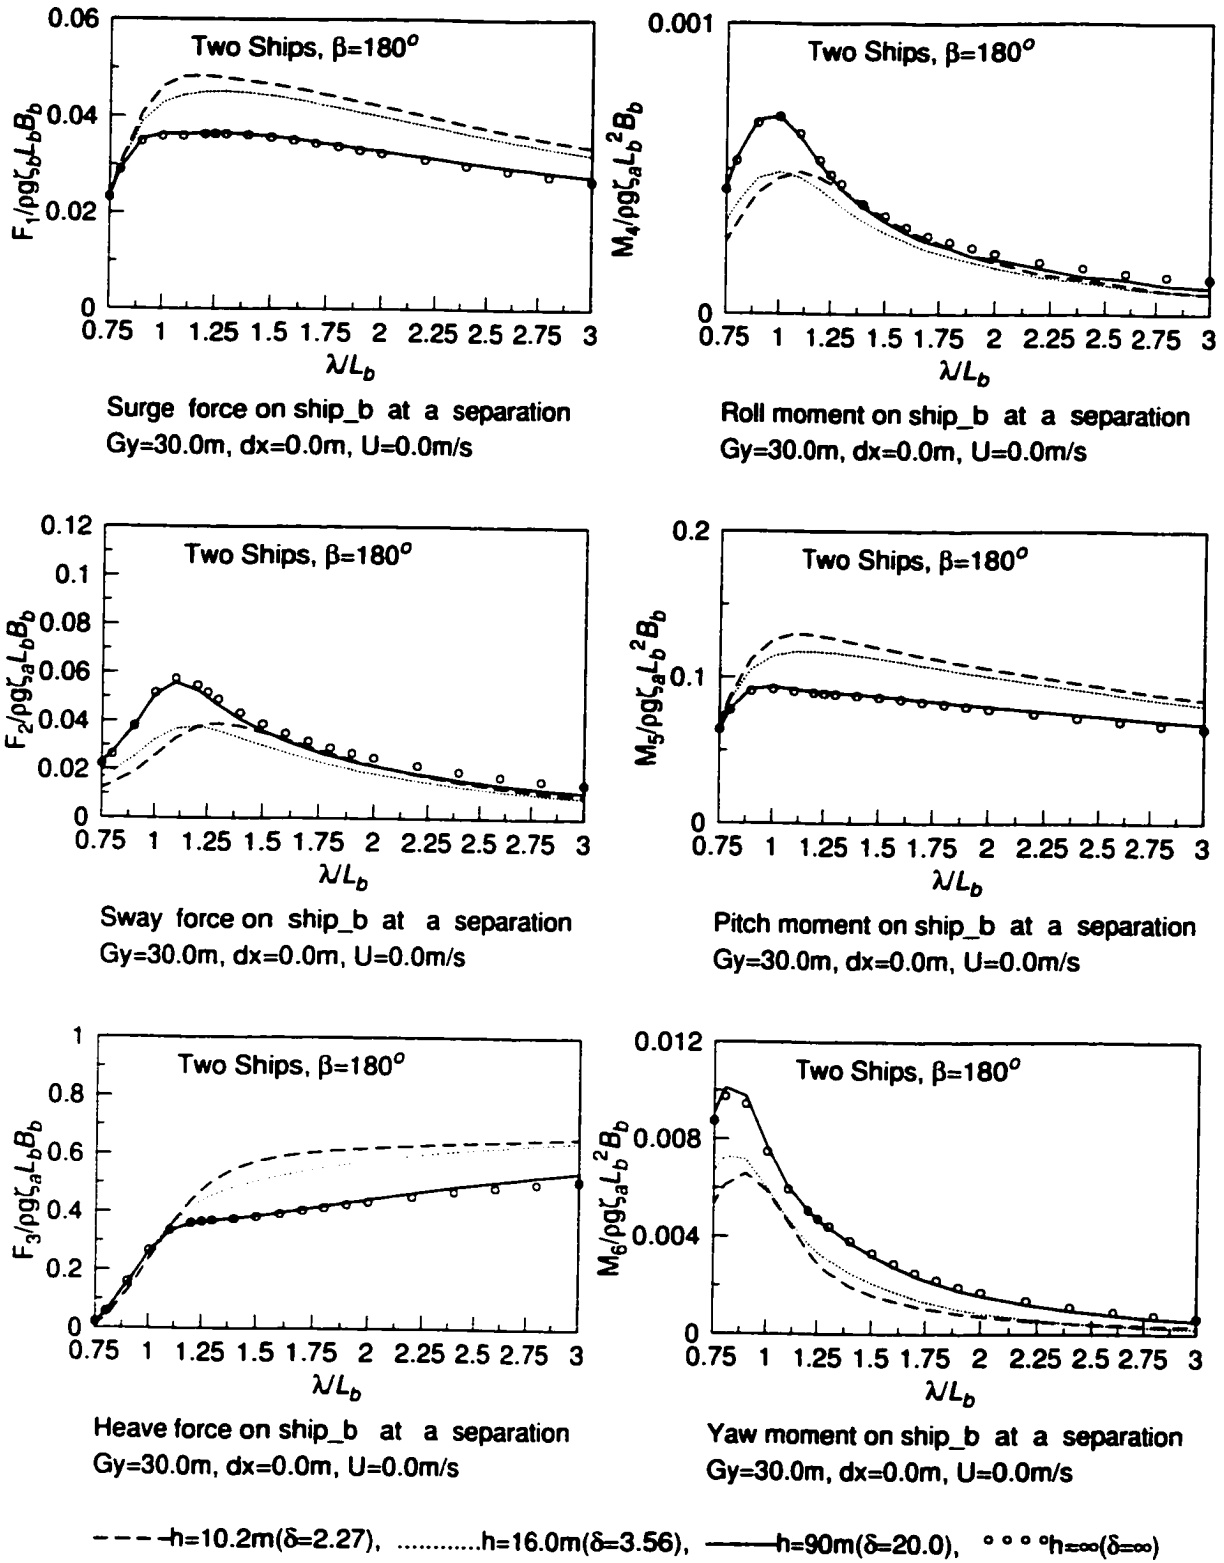 0.06
0.04
0.02
0
F₁/ρgζ_bL_bB_b
Two Ships, β=180°
0.75 1 1.25 1.5 1.75 2 2.25 2.5 2.75 3
λ/L_b
Surge force on ship_b at a separation
Gy=30.0m, dx=0.0m, U=0.0m/s
0.001
0
M₄/ρgζ_aL_b²B_b
Two Ships, β=180°
0.75 1 1.25 1.5 1.75 2 2.25 2.5 2.75 3
λ/L_b
Roll moment on ship_b at a separation
Gy=30.0m, dx=0.0m, U=0.0m/s
0.12
0.1
0.08
0.06
0.04
0.02
0
F₂/ρgζ_aL_bB_b
Two Ships, β=180°
0.75 1 1.25 1.5 1.75 2 2.25 2.5 2.75 3
λ/L_b
Sway force on ship_b at a separation
Gy=30.0m, dx=0.0m, U=0.0m/s
0.2
0.1
0
M₅/ρgζ_aL_b²B_b
Two Ships, β=180°
0.75 1 1.25 1.5 1.75 2 2.25 2.5 2.75 3
λ/L_b
Pitch moment on ship_b at a separation
Gy=30.0m, dx=0.0m, U=0.0m/s
1
0.8
0.6
0.4
0.2
0
F₃/ρgζ_aL_bB_b
Two Ships, β=180°
0.75 1 1.25 1.5 1.75 2 2.25 2.5 2.75 3
λ/L_b
Heave force on ship_b at a separation
Gy=30.0m, dx=0.0m, U=0.0m/s
0.012
0.008
0.004
0
M₆/ρgζ_aL_b²B_b
Two Ships, β=180°
0.75 1 1.25 1.5 1.75 2 2.25 2.5 2.75 3
λ/L_b
Yaw moment on ship_b at a separation
Gy=30.0m, dx=0.0m, U=0.0m/s
h=10.2m(δ=2.27), h=16.0m(δ=3.56), h=90m(δ=20.0), h=∞(δ=∞)